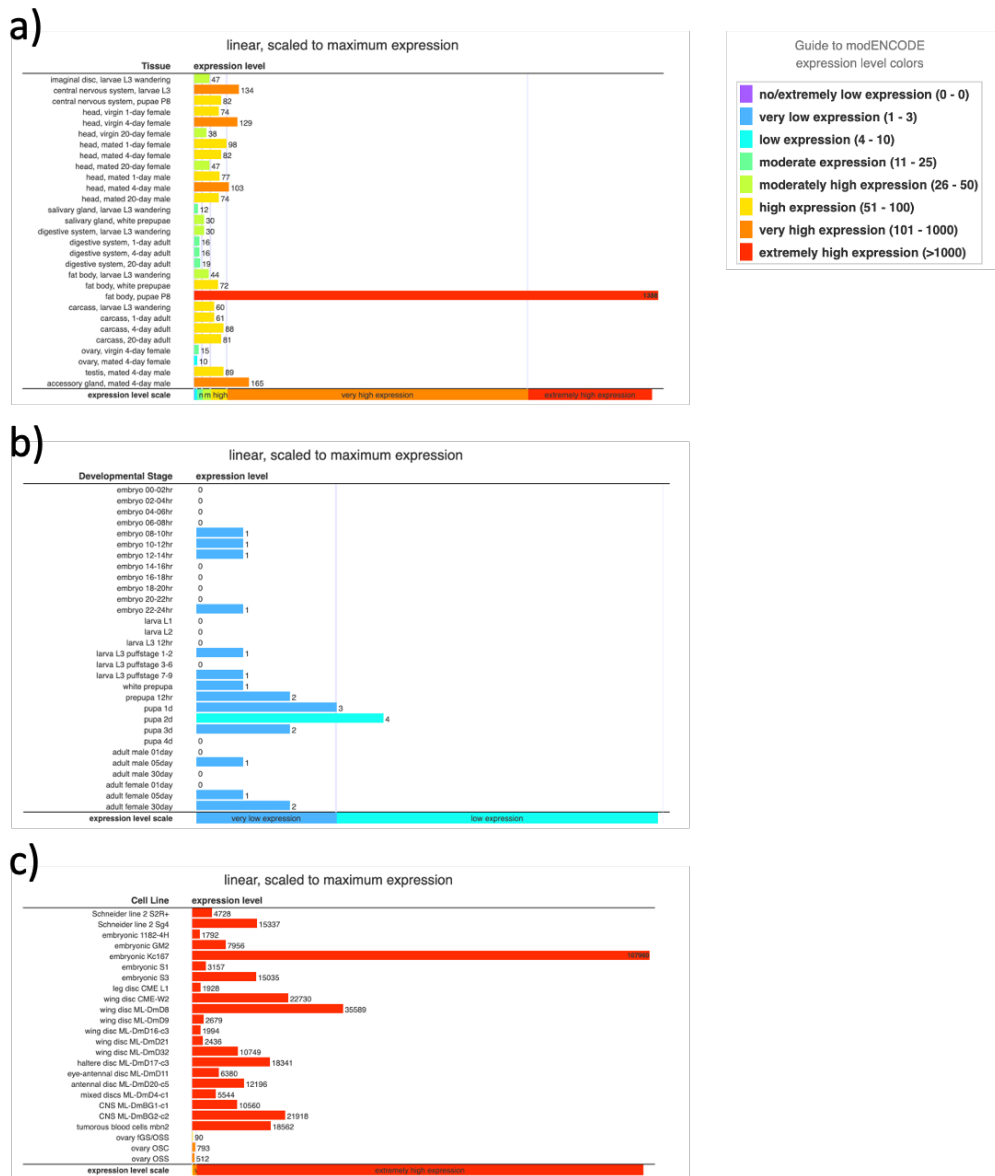 a)
linear, scaled to maximum expression
Tissue expression level
imaginal disc, larvae L3 wandering 47
central nervous system, larvae L3 134
central nervous system, pupae P8 82
head, virgin 1-day female 74
head, virgin 4-day female 129
head, virgin 20-day female 38
head, mated 1-day female 98
head, mated 4-day female 82
head, mated 20-day female 47
head, mated 1-day male 77
head, mated 4-day male 103
head, mated 20-day male 74
salivary gland, larvae L3 wandering 12
salivary gland, white prepupae 30
digestive system, larvae L3 wandering 30
digestive system, 1-day adult 16
digestive system, 4-day adult 16
digestive system, 20-day adult 19
fat body, larvae L3 wandering 44
fat body, white prepupae 72
fat body, pupae P8
carcass, larvae L3 wandering 60
carcass, 1-day adult 61
carcass, 4-day adult 88
carcass, 20-day adult 81
ovary, virgin 4-day female 15
ovary, mated 4-day female 10
testis, mated 4-day male 89
accessory gland, mated 4-day male 165
expression level scale n m high very high expression extremely high expression
Guide to modENCODE
expression level colors
no/extremely low expression (0 - 0)
very low expression (1 - 3)
low expression (4 - 10)
moderate expression (11 - 25)
moderately high expression (26 - 50)
high expression (51 - 100)
very high expression (101 - 1000)
extremely high expression (>1000)
b)
linear, scaled to maximum expression
Developmental Stage expression level
embryo 00-02hr 0
embryo 02-04hr 0
embryo 04-06hr 0
embryo 06-08hr 0
embryo 08-10hr 1
embryo 10-12hr 1
embryo 12-14hr 1
embryo 14-16hr 0
embryo 16-18hr 0
embryo 18-20hr 0
embryo 20-22hr 0
embryo 22-24hr 1
larva L1 0
larva L2 0
larva L3 12hr 0
larva L3 puffstage 1-2 1
larva L3 puffstage 3-6 0
larva L3 puffstage 7-9 1
white prepupa 1
prepupa 12hr 2
pupa 1d 3
pupa 2d 4
pupa 3d 2
pupa 4d 0
adult male 01day 0
adult male 05day 1
adult male 30day 0
adult female 01day 0
adult female 05day 1
adult female 30day 2
expression level scale very low expression low expression
c)
linear, scaled to maximum expression
Cell Line expression level
Schneider line 2 S2R+ 4728
Schneider line 2 Sg4 15337
embryonic 1182-4H 1792
embryonic GM2 7956
embryonic Kc167
embryonic S1 3157
embryonic S3 15035
leg disc CME L1 1928
wing disc CME-W2 22730
wing disc ML-DmD8 35589
wing disc ML-DmD9 2679
wing disc ML-DmD16-c3 1994
wing disc ML-DmD21 2436
wing disc ML-DmD32 10749
haltere disc ML-DmD17-c3 18341
eye-antennal disc ML-DmD11 6380
antennal disc ML-DmD20-c5 12196
mixed discs ML-DmD4-c1 5544
CNS ML-DmBG1-c1 10560
CNS ML-DmBG2-c2 21918
tumorous blood cells mbn2 18562
ovary fGS/OSS 90
ovary OSC 793
ovary OSS 512
expression level scale extremely high expression